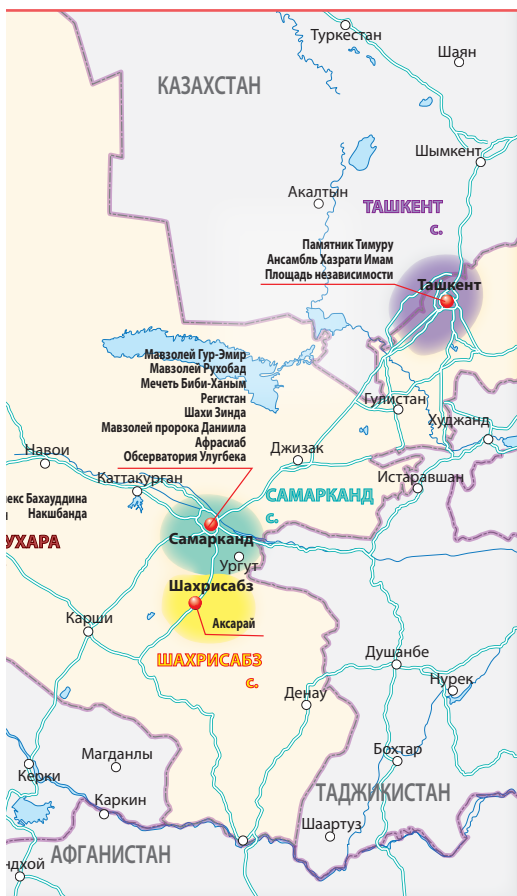 Туркестан
Шаян
КАЗАХСТАН
Шымкент
Акалтын
ТАШКЕНТ
с.
Памятник Тимуру
Ансамбль Хазрати Имам
Площадь независимости
Ташкент
Мавзолей Гур-Эмир
Мавзолей Рухобад
Мечеть Биби-Ханым
Регистан
Шахи Зинда
Мавзолей пророка Даниила
Афрасиаб
Обсерватория Улугбека
Гулистан
Худжанд
Навои
Джизак
Каттакурган
Истаравшан
лекс Бахауддина
Накшбанда
САМАРКАНД
с.
УХАРА
Самарканд
Ургут
Шахрисабз
Аксарай
Карши
ШАХРИСАБЗ
с.
Душанбе
Денау
Нурек
Магданлы
Бохтар
Керки
Каркин
ТАДЖИКИСТАН
Шаартуз
АФГАНИСТАН
ндхой